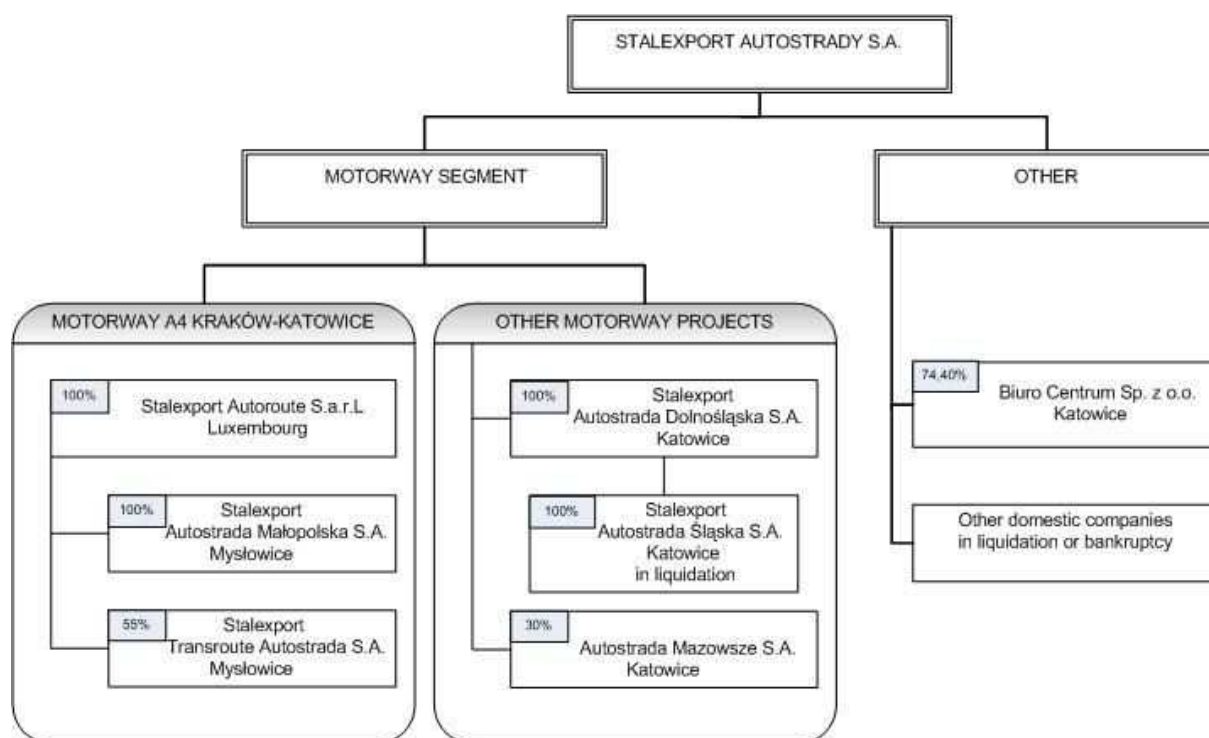 STALEXPORT AUTOSTRADY S.A.
MOTORWAY SEGMENT
OTHER
MOTORWAY A4 KRAKÓW-KATOWICE
100%
Stalexport Autoroute S.a.r.L
Luxembourg
100%
Stalexport
Autostrada Małopolska S.A.
Mysłowice
55%
Stalexport
Transroute Autostrada S.A.
Mysłowice
OTHER MOTORWAY PROJECTS
100%
Stalexport
Autostrada Dolnośląska S.A.
Katowice
100%
Stalexport
Autostrada Śląska S.A.
Katowice
in liquidation
30%
Autostrada Mazowsze S.A.
Katowice
74,40%
Biuro Centrum Sp. z o.o.
Katowice
Other domestic companies
in liquidation or bankruptcy